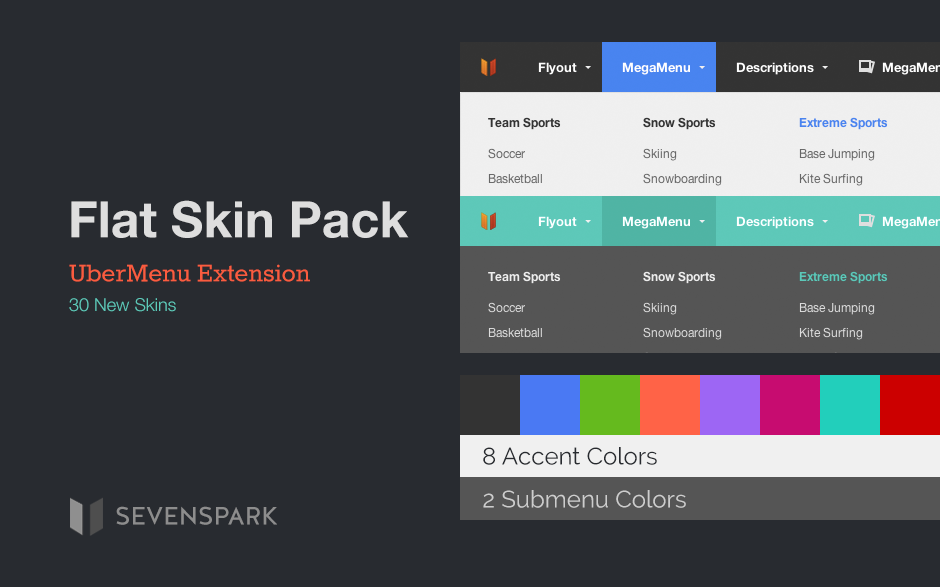 Flat Skin Pack
UberMenu Extension
30 New Skins
SEVENSPARK
Flyout MegaMenu Descriptions MegaMen
Team Sports Snow Sports Extreme Sports
Soccer Skiing Base Jumping
Basketball Snowboarding Kite Surfing
Flyout MegaMenu Descriptions MegaMen
Team Sports Snow Sports Extreme Sports
Soccer Skiing Base Jumping
Basketball Snowboarding Kite Surfing
8 Accent Colors
2 Submenu Colors